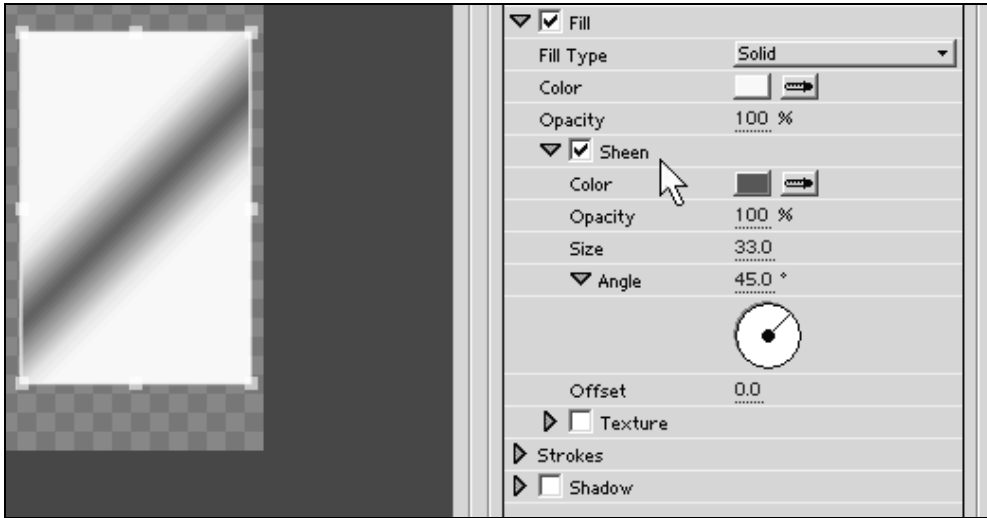 Fill
Fill Type Solid
Color
Opacity 100 %
Sheen
Color
Opacity 100 %
Size 33.0
Angle 45.0 °
Offset 0.0
Texture
Strokes
Shadow